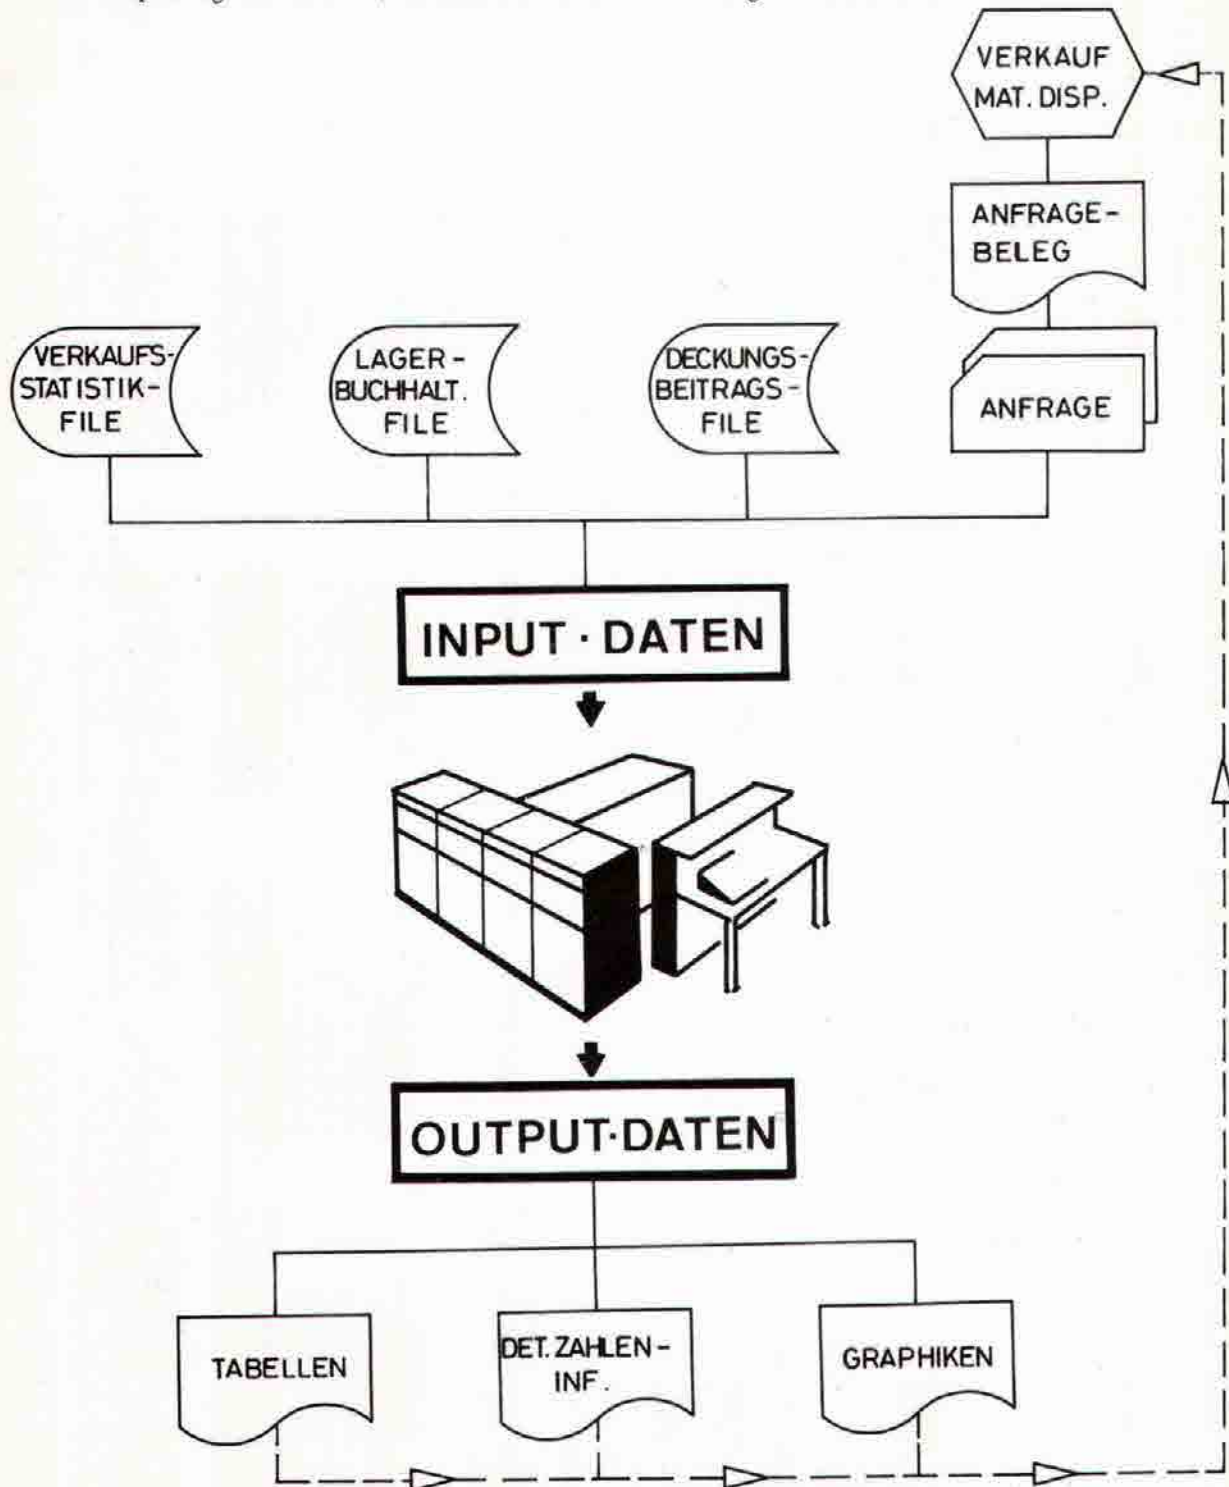 VERKAUF
MAT. DISP.
ANFRAGE-
BELEG
VERKAUFS-
STATISTIK-
FILE
LAGER-
BUCHHALT.
FILE
DECKUNGS-
BEITRAGS-
FILE
ANFRAGE
INPUT · DATEN
OUTPUT·DATEN
TABELLEN
DET. ZAHLEN-
INF.
GRAPHIKEN